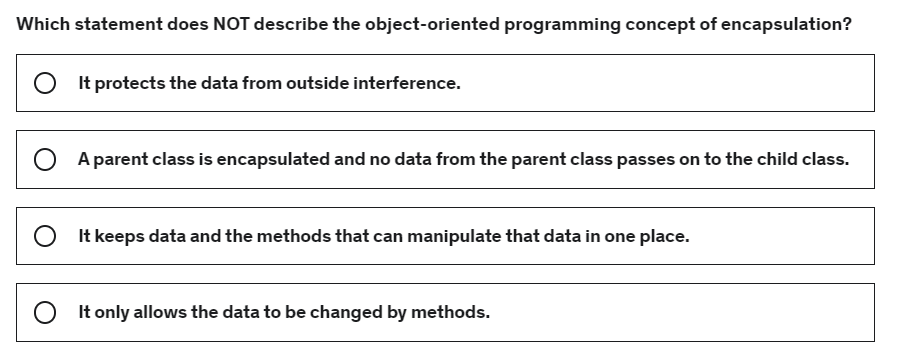 Which statement does NOT describe the object-oriented programming concept of encapsulation?
It protects the data from outside interference.
A parent class is encapsulated and no data from the parent class passes on to the child class.
It keeps data and the methods that can manipulate that data in one place.
It only allows the data to be changed by methods.